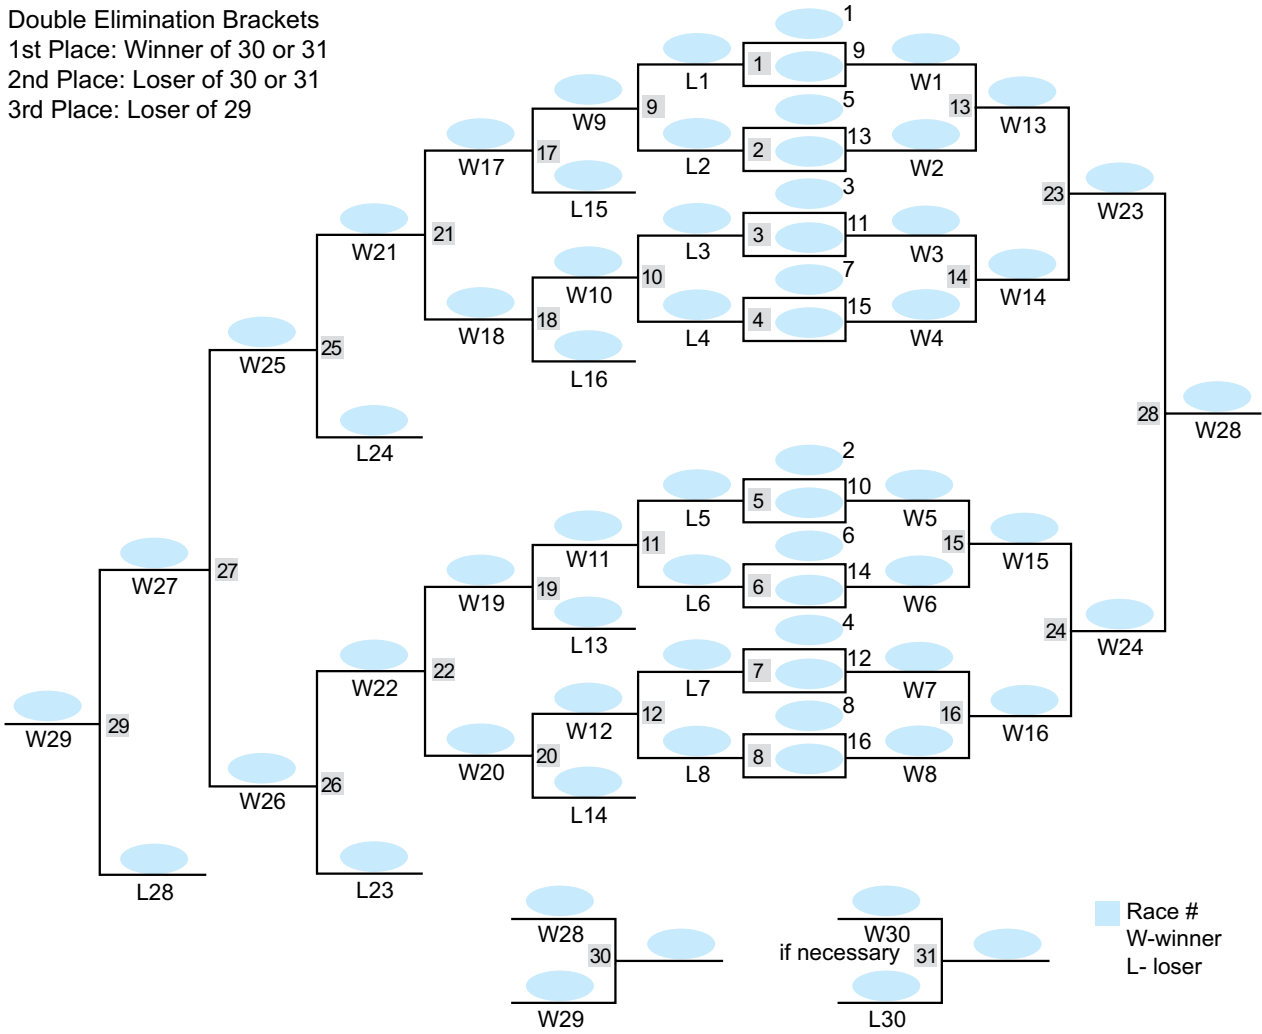 Double Elimination Brackets
1st Place: Winner of 30 or 31
2nd Place: Loser of 30 or 31
3rd Place: Loser of 29
1
L1 1 9 W1
W9 9 5 13 W13
W17 17 L2 2 13 W2
L15 3 23 W23
W21 21 L3 3 11 W3
W10 10 7 14 W14
W18 18 L4 4 15 W4
L16
W25 25
28 W28
L24 2
L5 5 10 W5
W11 11 6 15 W15
W27 27 W19 19 L6 6 14 W6
L13 4 24 W24
W22 22 L7 7 12 W7
W29 29 W12 12 8 16 W16
W20 20 L8 8 16 W8
W26 26
L14
L28 L23
W28 30
W29
W30
if necessary 31
L30
Race #
W-winner
L- loser